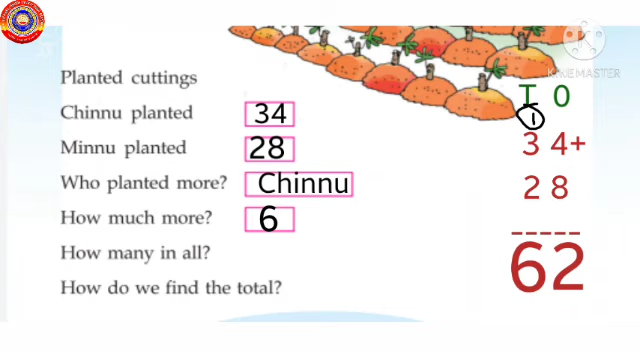 Planted cuttings
Chinnu planted 34
Minnu planted 28
Who planted more? Chinnu
How much more? 6
How many in all?
How do we find the total?
KINEMASTER
T O
1
3 4+
2 8
-----
62